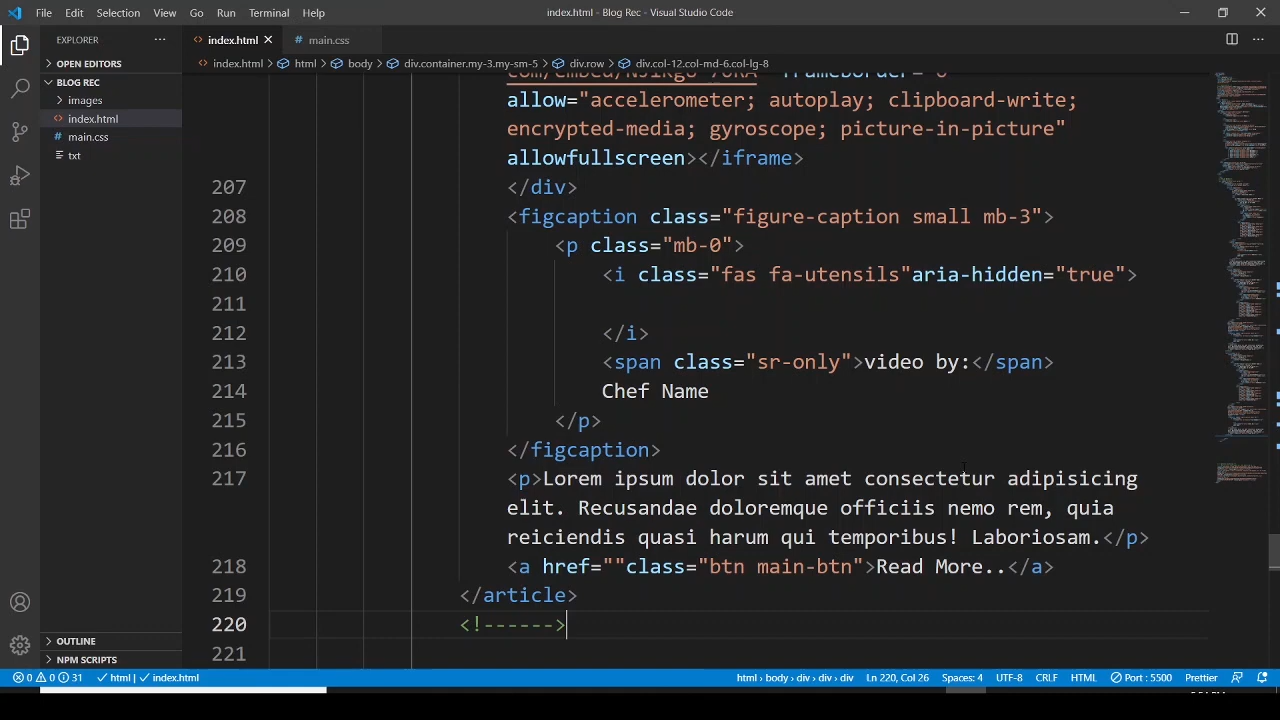 File Edit Selection View Go Run Terminal Help
index.html - Blog Rec - Visual Studio Code
EXPLORER
OPEN EDITORS
BLOG REC
images
index.html
main.css
txt
OUTLINE
NPM SCRIPTS
index.html main.css
index.html html body div.container.my-3.my-sm-5 div.row div.col-12.col-md-6.col-lg-8
allow="accelerometer; autoplay; clipboard-write;
encrypted-media; gyroscope; picture-in-picture"
allowfullscreen></iframe>
207 </div>
208 <figcaption class="figure-caption small mb-3">
209 <p class="mb-0">
210 <i class="fas fa-utensils"aria-hidden="true">
211
212 </i>
213 <span class="sr-only">video by:</span>
214 Chef Name
215 </p>
216 </figcaption>
217 <p>Lorem ipsum dolor sit amet consectetur adipisicing
elit. Recusandae doloremque officiis nemo rem, quia
reiciendis quasi harum qui temporibus! Laboriosam.</p>
218 <a href=""class="btn main-btn">Read More..</a>
219 </article>
220 <!------>
221
0 0 31 html | index.html html > body > div > div > div Ln 220, Col 26 Spaces: 4 UTF-8 CRLF HTML Port : 5500 Prettier